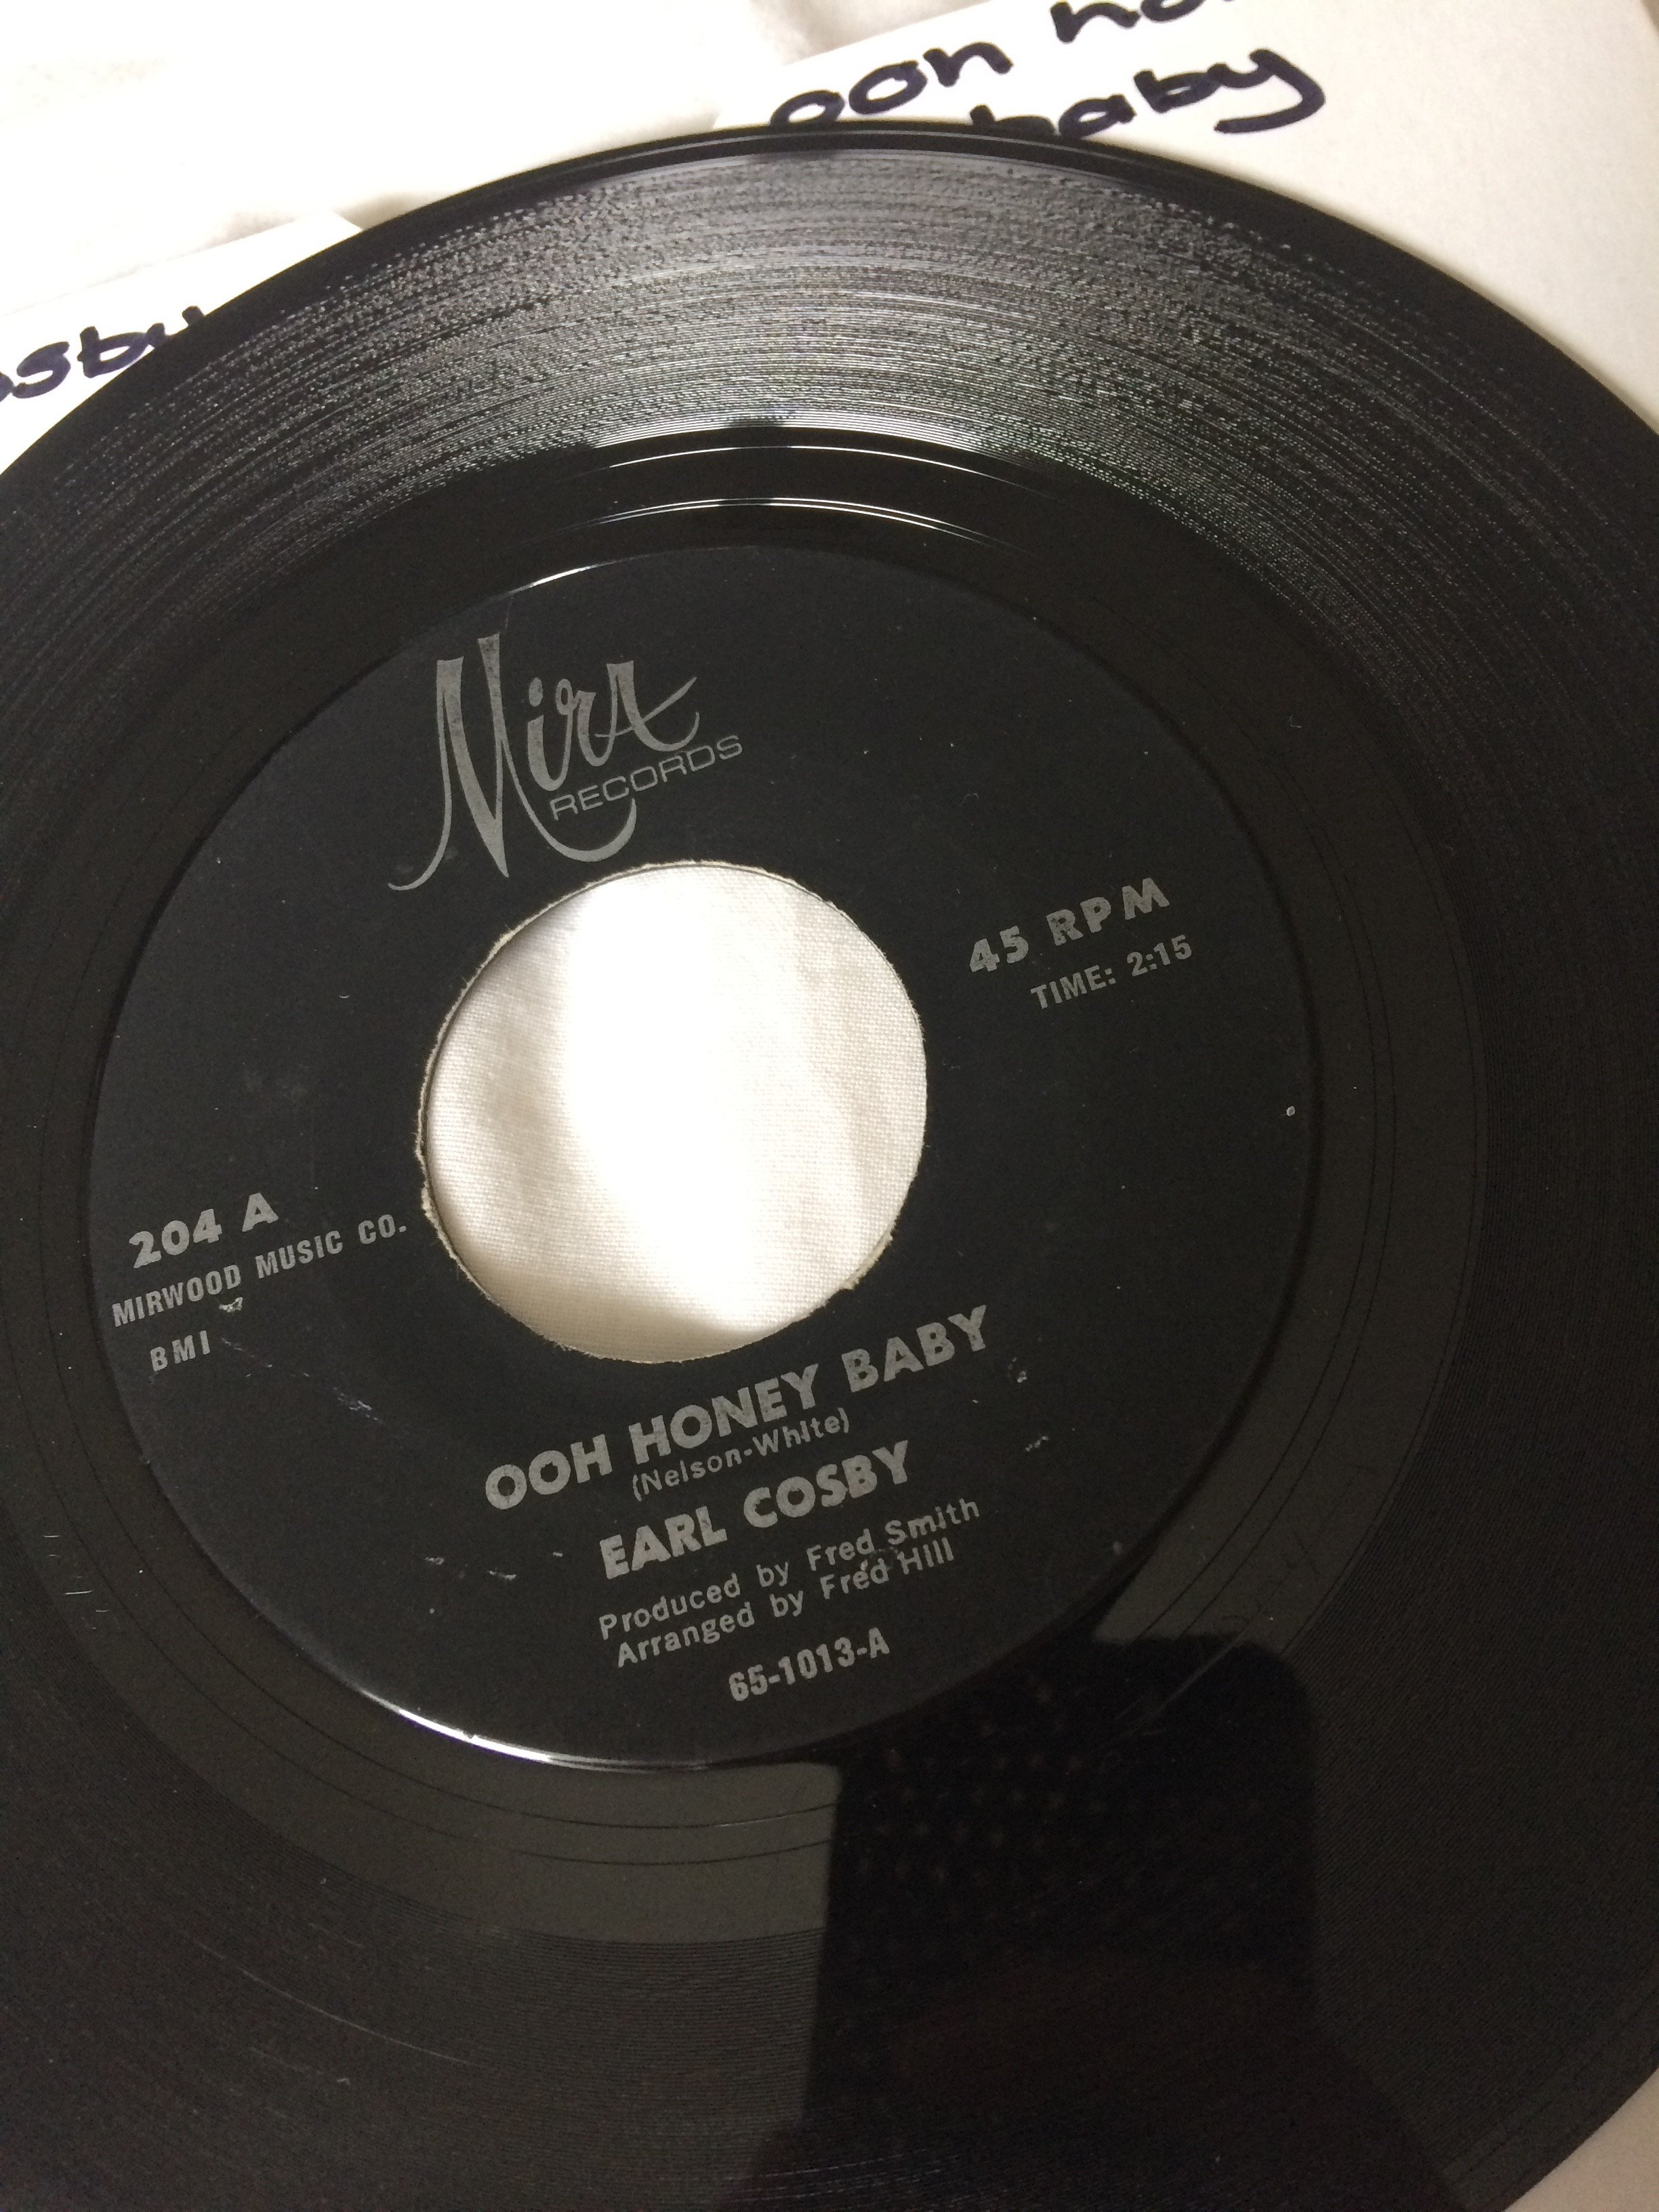 ooh
baby
Mira
RECORDS
45 RPM
TIME: 2:15
204 A
MIRWOOD MUSIC CO.
BMI
OOH HONEY BABY
(Nelson-White)
EARL COSBY
Produced by Fred Smith
Arranged by Fred Hill
65-1013-A